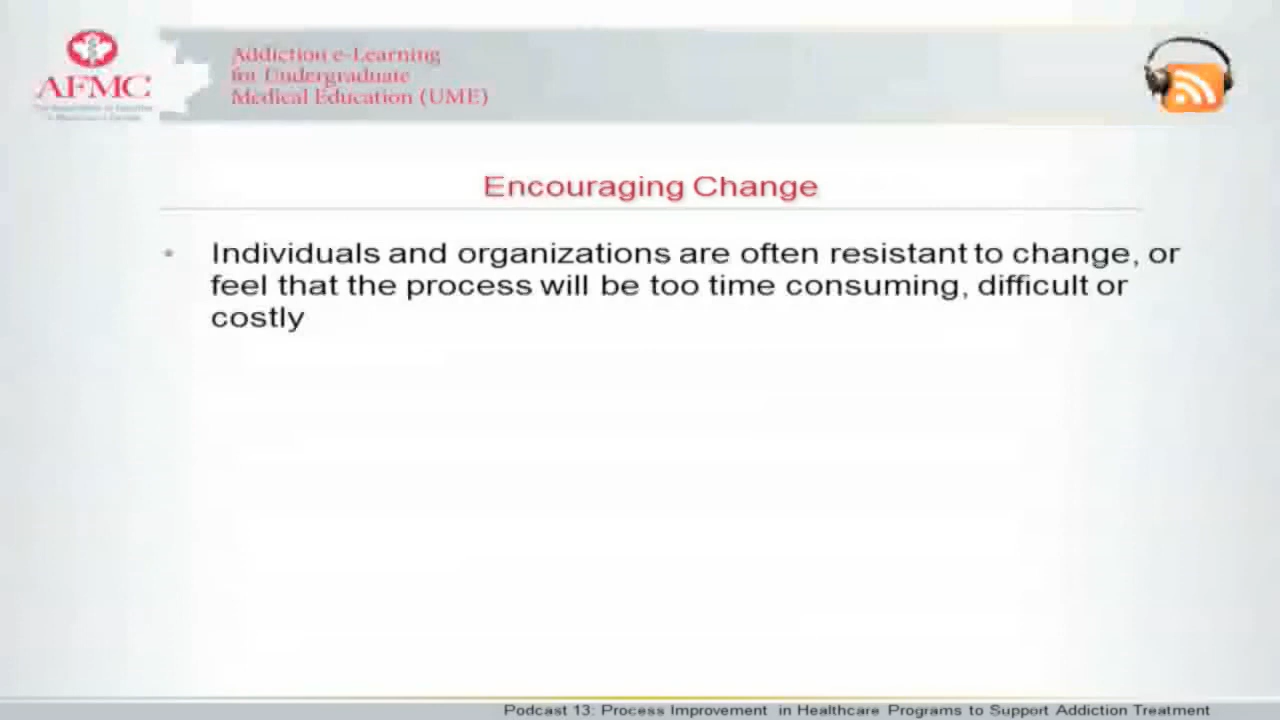 AFMC
Addiction e-Learning
for Undergraduate
Medical Education (UME)
Encouraging Change
• Individuals and organizations are often resistant to change, or
feel that the process will be too time consuming, difficult or
costly
Podcast 13: Process Improvement in Healthcare Programs to Support Addiction Treatment